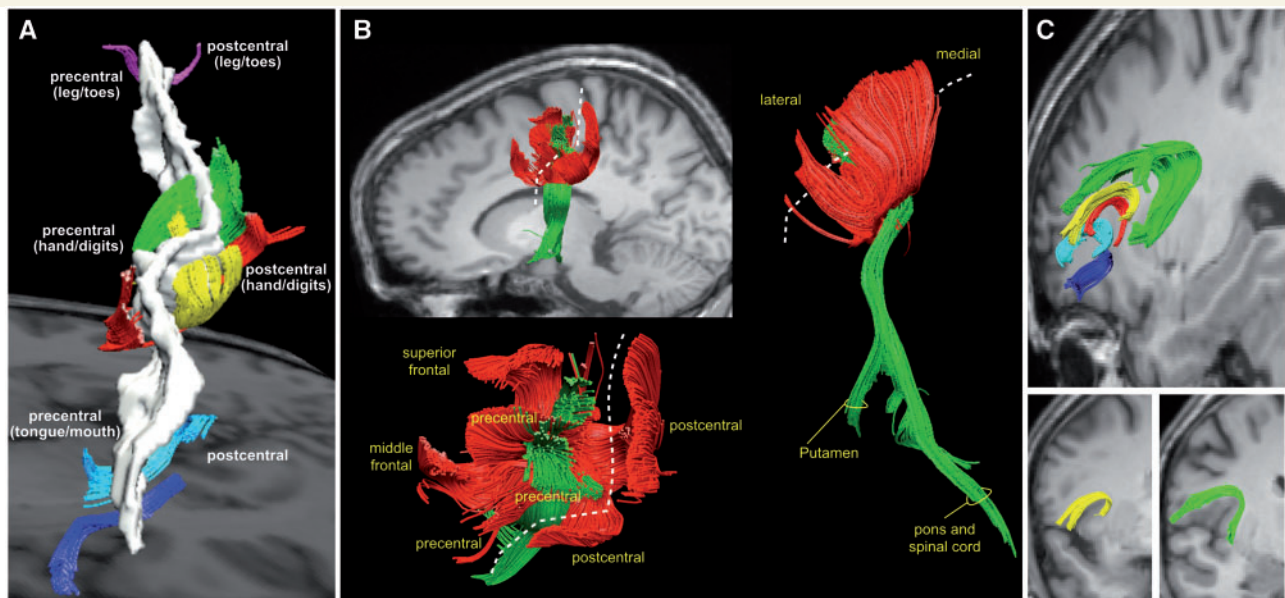 A
postcentral
(leg/toes)
precentral
(leg/toes)
precentral
(hand/digits)
postcentral
(hand/digits)
precentral
(tongue/mouth)
postcentral
B
medial
lateral
superior
frontal
precentral
postcentral
middle
frontal
precentral
precentral
postcentral
Putamen
pons and
spinal cord
C